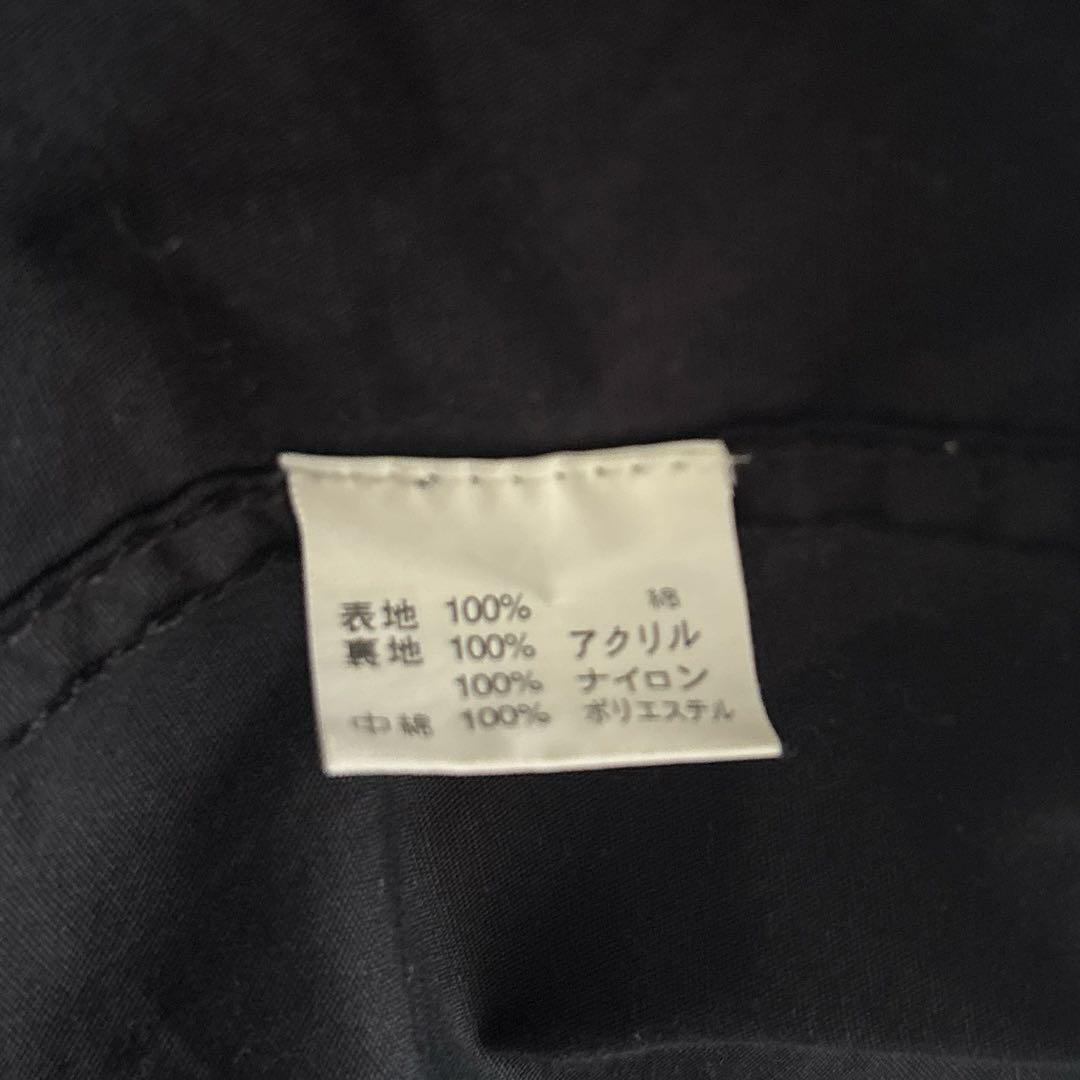 表地 100% 綿
裏地 100% アクリル
100% ナイロン
中綿 100% ポリエステル